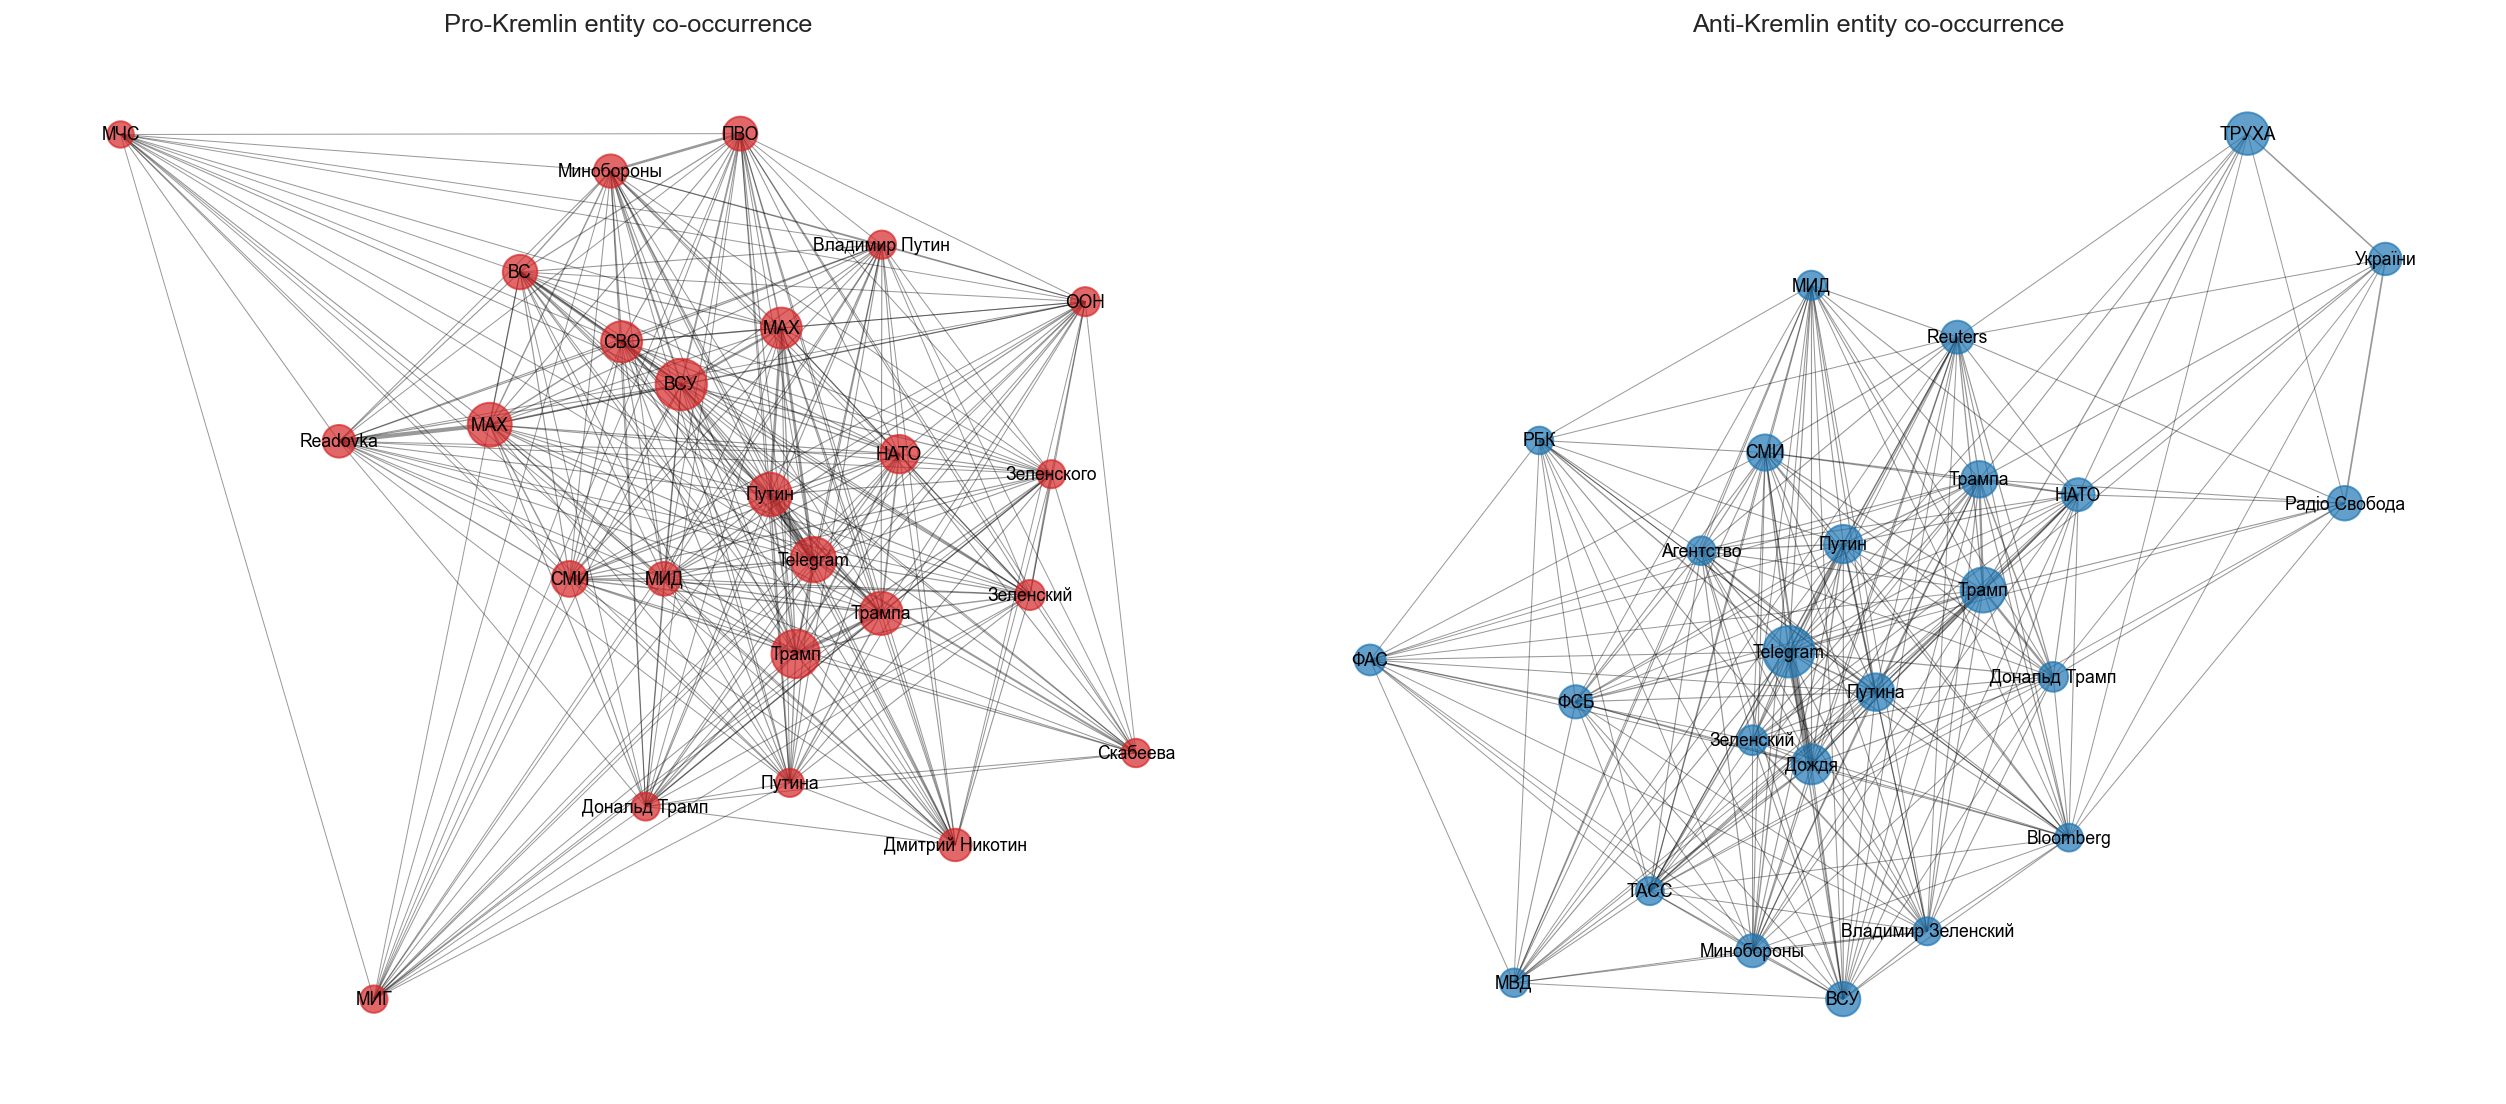 Pro-Kremlin entity co-occurrence
МЧС
ПВО
Минобороны
Владимир Путин
ВС
ООН
MAX
СВО
ВСУ
МАХ
Readovka
НАТО
Зеленского
Путин
Telegram
СМИ
МИД
Зеленский
Трампа
Трамп
Скабеева
Путина
Дональд Трамп
Дмитрий Никотин
МИГ
Anti-Kremlin entity co-occurrence
ТРУХА
України
МИД
Reuters
РБК
СМИ
Трампа
НАТО
Радіо Свобода
Агентство
Путин
Трамп
Telegram
ФАС
Дональд Трамп
Путина
ФСБ
Зеленский
Дождя
Bloomberg
ТАСС
Владимир Зеленский
Минобороны
МВД
ВСУ